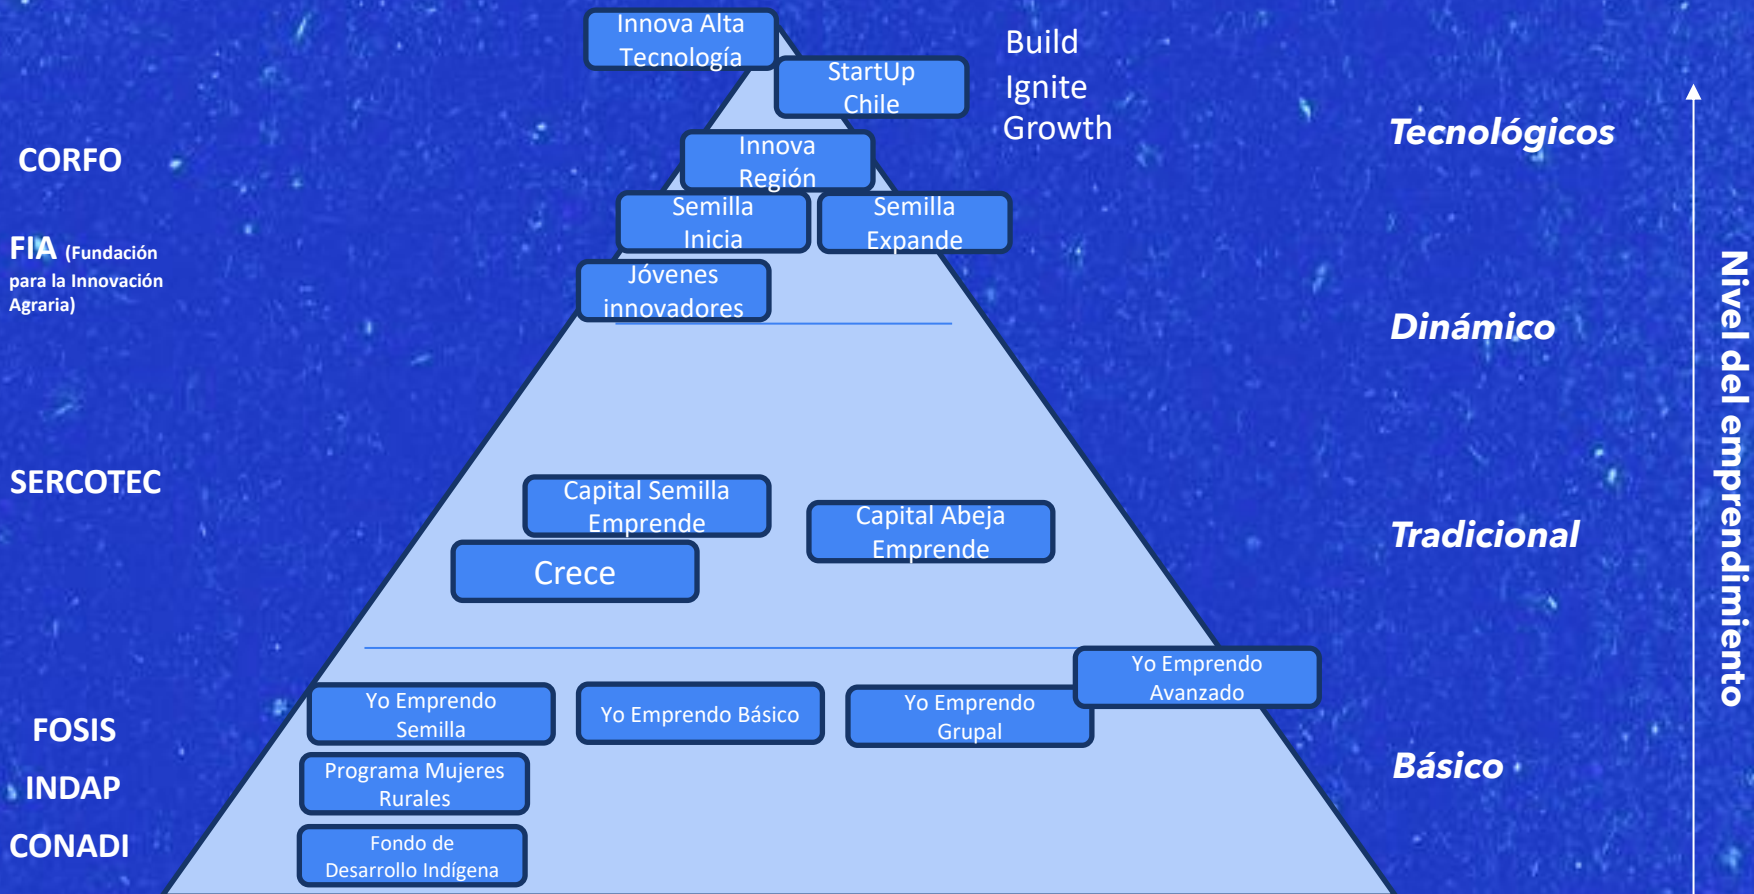 Innova Alta
Tecnología
StartUp
Chile
Build
Ignite
Growth
Tecnológicos
CORFO
Innova
Región
Semilla
Inicia
Semilla
Expande
FIA (Fundación
para la Innovación
Agraria)
Jóvenes
innovadores
Dinámico
SERCOTEC
Capital Semilla
Emprende
Capital Abeja
Emprende
Crece
Tradicional
Yo Emprendo
Semilla
Yo Emprendo Básico
Yo Emprendo
Grupal
Yo Emprendo
Avanzado
FOSIS
INDAP
CONADI
Programa Mujeres
Rurales
Fondo de
Desarrollo Indígena
Básico
Nivel del emprendimiento